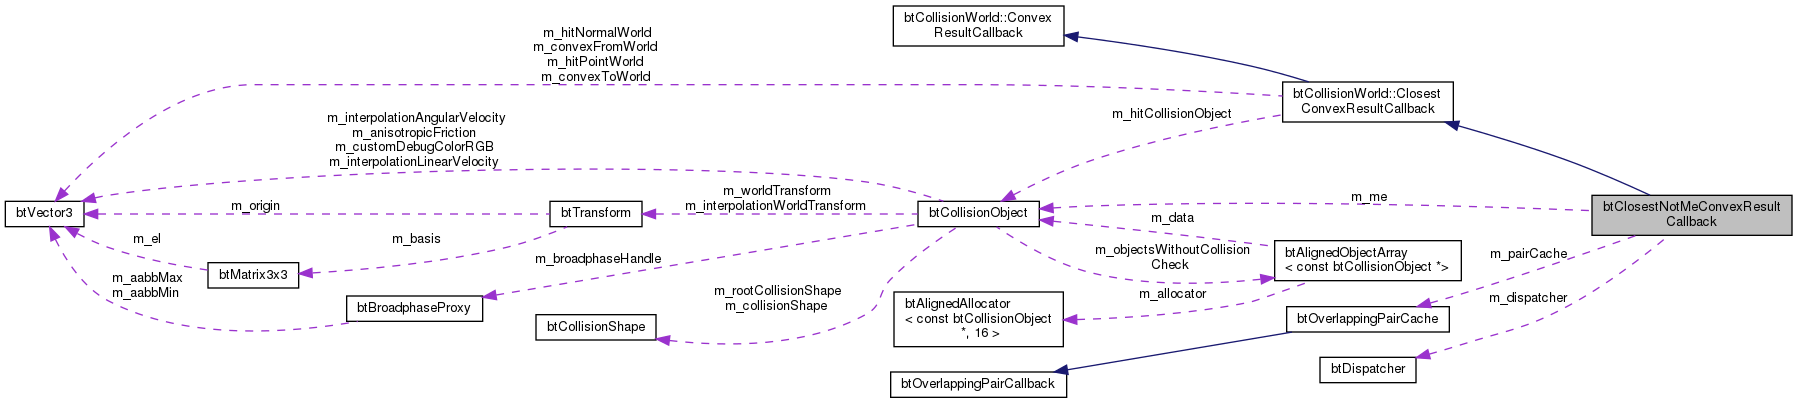 btCollisionWorld::Convex
ResultCallback
m_hitNormalWorld
m_convexFromWorld
m_hitPointWorld
m_convexToWorld
btCollisionWorld::Closest
ConvexResultCallback
m_hitCollisionObject
m_interpolationAngularVelocity
m_anisotropicFriction
m_customDebugColorRGB
m_interpolationLinearVelocity
m_worldTransform
m_interpolationWorldTransform
m_me
btVector3
m_origin
btTransform
btCollisionObject
m_data
btClosestNotMeConvexResult
Callback
m_el
m_basis
m_objectsWithoutCollision
Check
btAlignedObjectArray
< const btCollisionObject *>
m_pairCache
m_broadphaseHandle
btMatrix3x3
m_aabbMax
m_aabbMin
m_rootCollisionShape
m_collisionShape
m_allocator
m_dispatcher
btBroadphaseProxy
btAlignedAllocator
< const btCollisionObject
*, 16 >
btOverlappingPairCache
btCollisionShape
btDispatcher
btOverlappingPairCallback